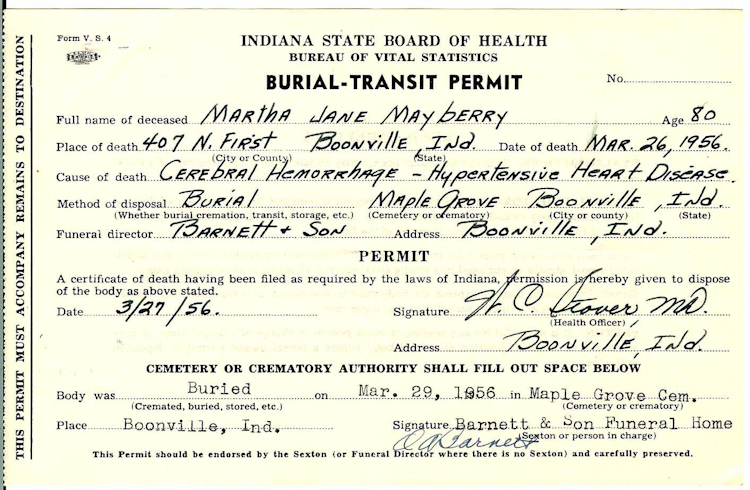 Form V. S. 4
INDIANA STATE BOARD OF HEALTH
BUREAU OF VITAL STATISTICS
BURIAL-TRANSIT PERMIT
No.
Full name of deceased MARTHA JANE MAYBERRY Age 80
Place of death 407 N. FIRST BOONVILLE, IND. Date of death MAR. 26, 1956.
(City or County) (State)
Cause of death CEREBRAL HEMORRHAGE - HYPERTENSIVE HEART DISEASE.
Method of disposal BURIAL MAPLE GROVE BOONVILLE, IND.
(Whether burial cremation, transit, storage, etc.) (Cemetery or crematory) (City or county) (State)
Funeral director BARNETT & SON Address BOONVILLE, IND.
PERMIT
A certificate of death having been filed as required by the laws of Indiana, permission is hereby given to dispose
of the body as above stated.
Date 3/27/56. Signature W. C. Stover MD.
(Health Officer)
Address BOONVILLE, IND.
CEMETERY OR CREMATORY AUTHORITY SHALL FILL OUT SPACE BELOW
Body was Buried on Mar. 29, 1956 in Maple Grove Cem.
(Cremated, buried, stored, etc.) (Cemetery or crematory)
Place Boonville, Ind. Signature Barnett & Son Funeral Home
(Sexton or person in charge)
Barnett
This Permit should be endorsed by the Sexton (or Funeral Director where there is no Sexton) and carefully preserved.
THIS PERMIT MUST ACCOMPANY REMAINS TO DESTINATION